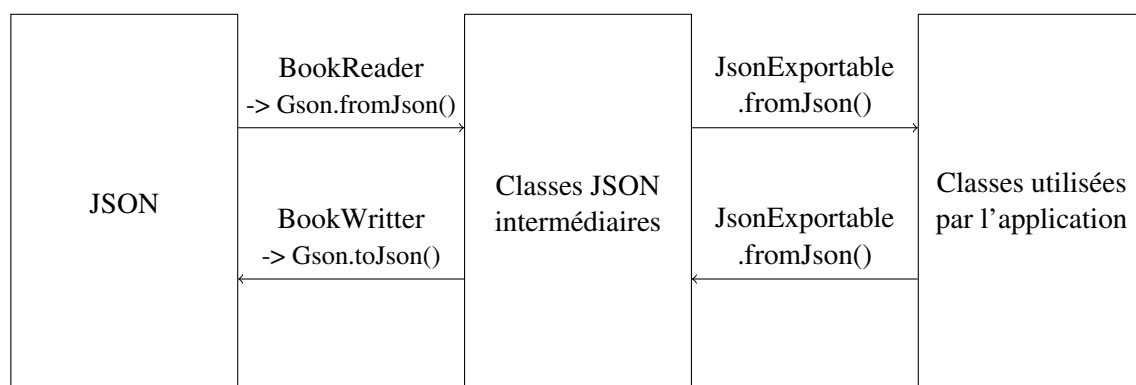 JSON
BookReader
-> Gson.fromJson()
BookWritter
-> Gson.toJson()
Classes JSON
intermédiaires
JsonExportable
.fromJson()
JsonExportable
.fromJson()
Classes utilisées
par l'application